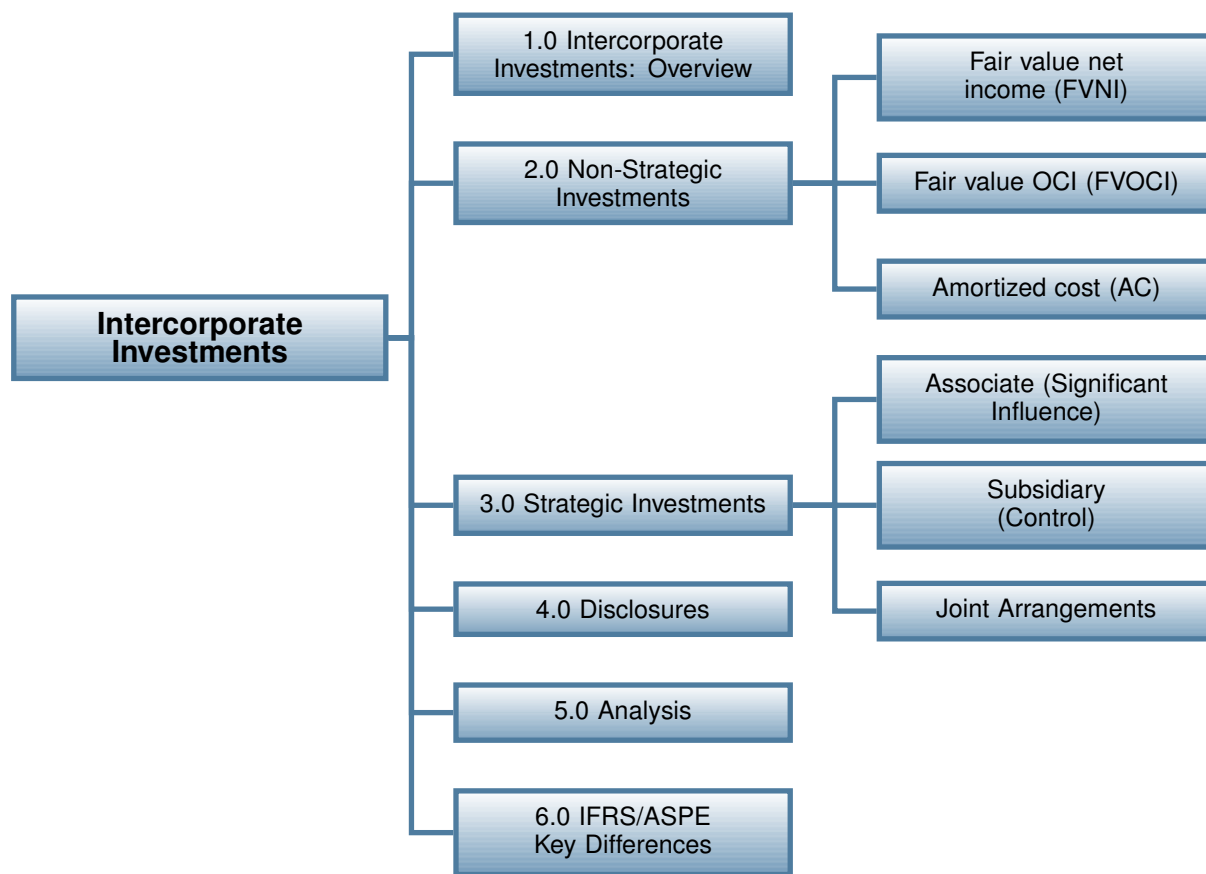 Intercorporate
Investments
1.0 Intercorporate
Investments: Overview
2.0 Non-Strategic
Investments
Fair value net
income (FVNI)
Fair value OCI (FVOCI)
Amortized cost (AC)
3.0 Strategic Investments
Associate (Significant
Influence)
Subsidiary
(Control)
Joint Arrangements
4.0 Disclosures
5.0 Analysis
6.0 IFRS/ASPE
Key Differences